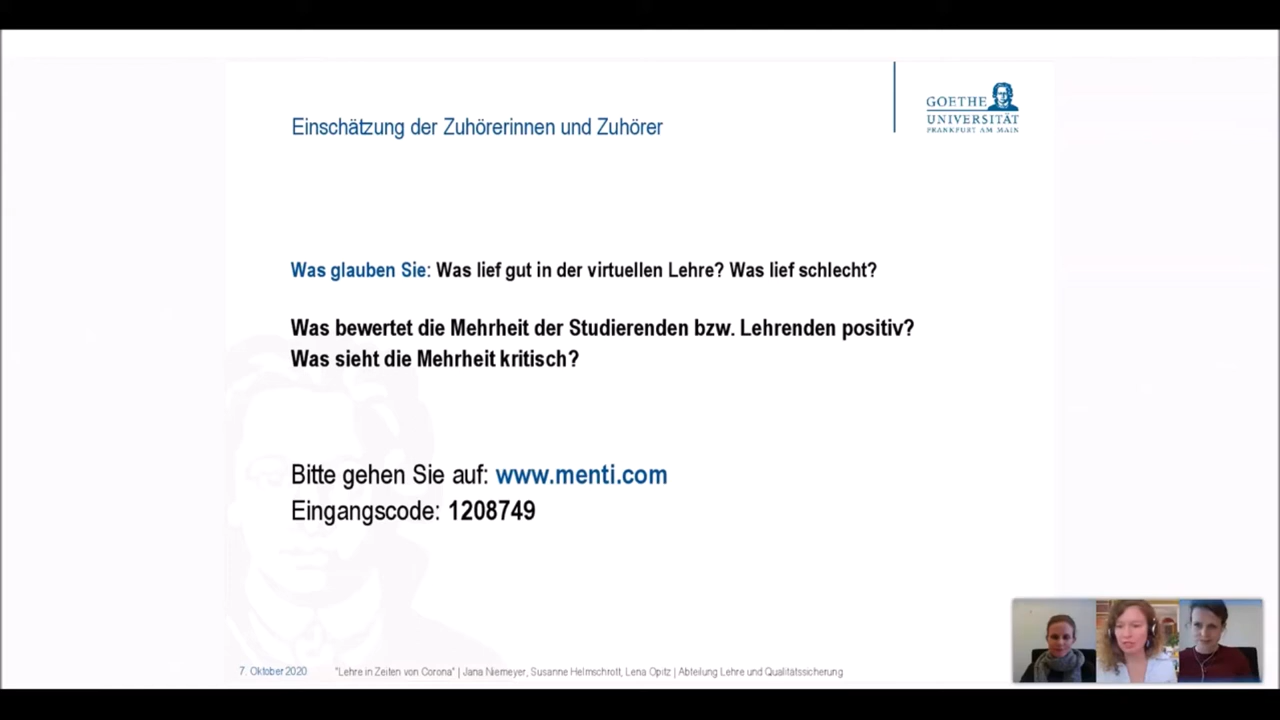 Einschätzung der Zuhörerinnen und Zuhörer
GOETHE
UNIVERSITÄT
FRANKFURT AM MAIN
Was glauben Sie: Was lief gut in der virtuellen Lehre? Was lief schlecht?
Was bewertet die Mehrheit der Studierenden bzw. Lehrenden positiv?
Was sieht die Mehrheit kritisch?
Bitte gehen Sie auf: www.menti.com
Eingangscode: 1208749
7. Oktober 2020 "Lehre in Zeiten von Corona" | Jana Niemeyer, Susanne Helmschrott, Lena Opitz | Abteilung Lehre und Qualitätssicherung